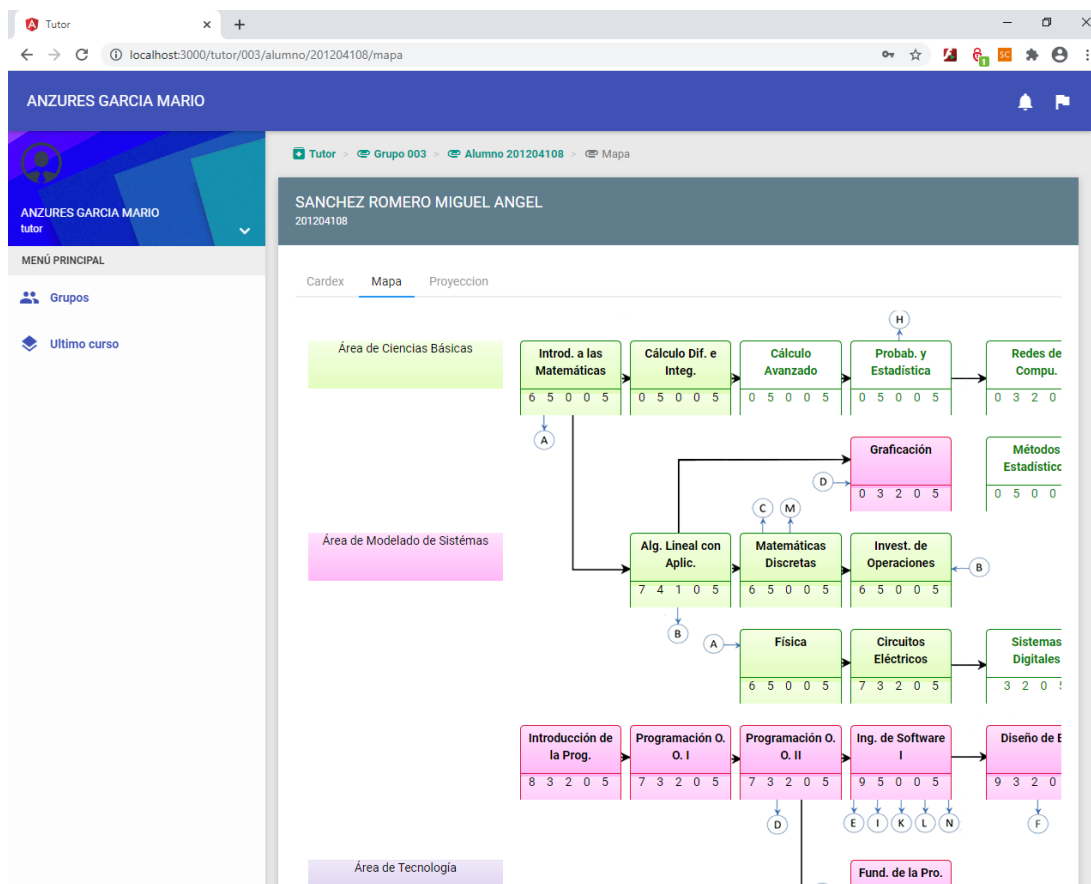 Tutor
localhost:3000/tutor/003/alumno/201204108/mapa
SC
1
ANZURES GARCIA MARIO
ANZURES GARCIA MARIO
tutor
MENÚ PRINCIPAL
Grupos
Ultimo curso
Tutor > Grupo 003 > Alumno 201204108 > Mapa
SANCHEZ ROMERO MIGUEL ANGEL
201204108
Cardex Mapa Proyeccion
H
Área de Ciencias Básicas
Introd. a las
Matemáticas
6 5 0 0 5
Cálculo Dif. e
Integ.
0 5 0 0 5
Cálculo
Avanzado
0 5 0 0 5
Probab. y
Estadística
0 5 0 0 5
Redes de
Compu.
0 3 2 0
A
Graficación
0 3 2 0 5
D
Métodos
Estadístic
0 5 0 0
C M
Área de Modelado de Sistémas
Alg. Lineal con
Aplic.
7 4 1 0 5
Matemáticas
Discretas
6 5 0 0 5
Invest. de
Operaciones
6 5 0 0 5
B
B
A
Física
6 5 0 0 5
Circuitos
Eléctricos
7 3 2 0 5
Sistemas
Digitales
3 2 0
Introducción de
la Prog.
8 3 2 0 5
Programación O.
O. I
7 3 2 0 5
Programación O.
O. II
7 3 2 0 5
Ing. de Software
I
9 5 0 0 5
Diseño de
9 3 2 0
D
E I K L N
F
Área de Tecnología
Fund. de la Pro.